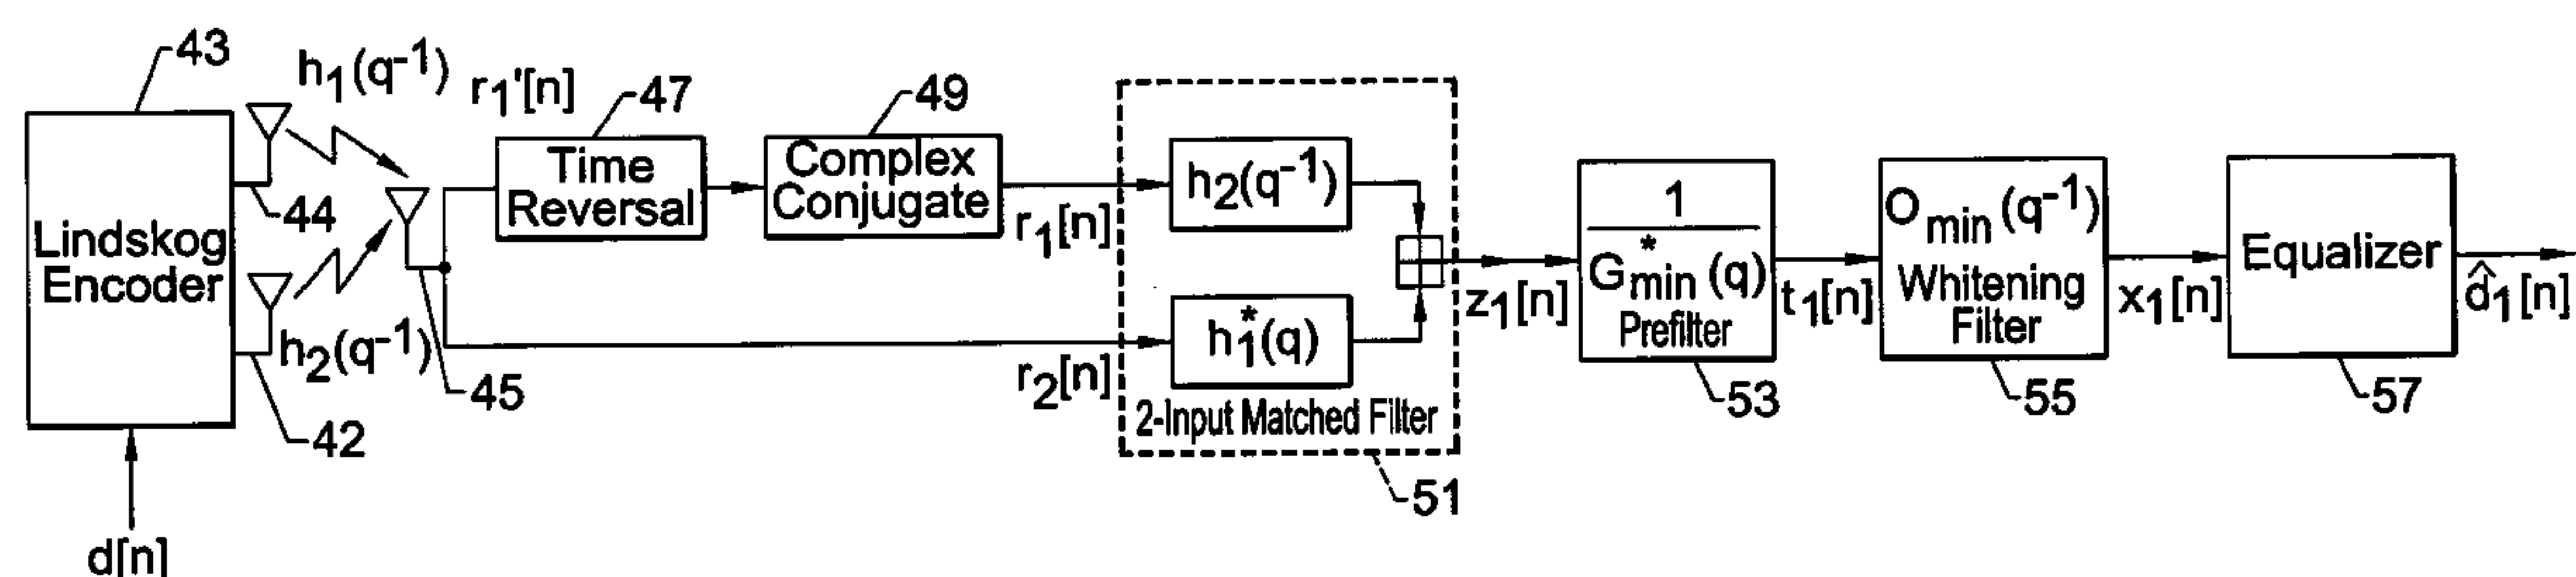 43
h1(q-1)
r1'[n]
47
49
Time
Reversal
Complex
Conjugate
r1[n]
h2(q-1)
Lindskog
Encoder
44
h2(q-1)
42
45
d[n]
r2[n]
h1*(q)
2-Input Matched Filter
51
z1[n]
1
G*min(q)
Prefilter
53
t1[n]
Omin(q-1)
Whitening
Filter
55
x1[n]
Equalizer
57
d̂1[n]